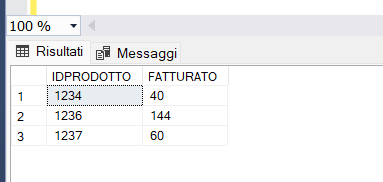 100 %
Risultati Messaggi
IDPRODOTTO FATTURATO
1 1234 40
2 1236 144
3 1237 60